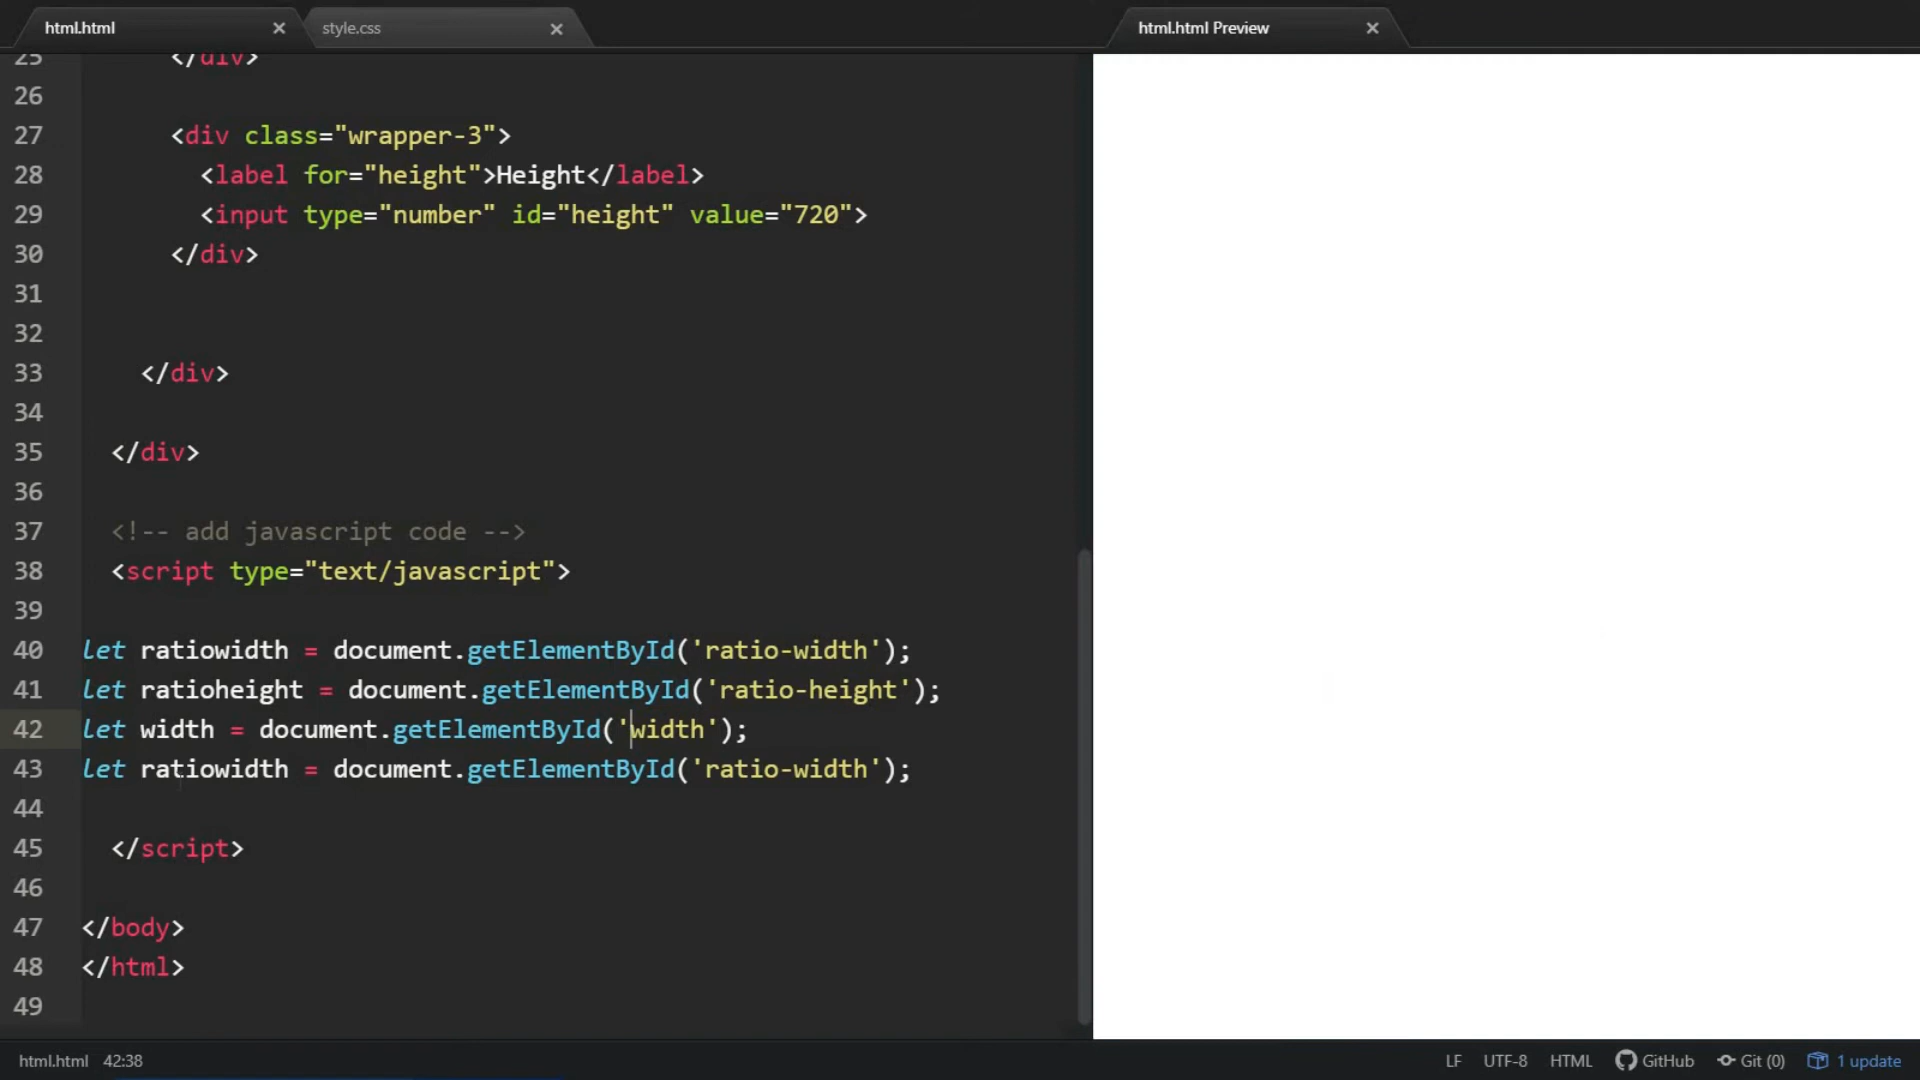 html.html
style.css
html.html Preview
25 </div>
26
27 <div class="wrapper-3">
28 <label for="height">Height</label>
29 <input type="number" id="height" value="720">
30 </div>
31
32
33 </div>
34
35 </div>
36
37 <!-- add javascript code -->
38 <script type="text/javascript">
39
40 let ratiowidth = document.getElementById('ratio-width');
41 let ratioheight = document.getElementById('ratio-height');
42 let width = document.getElementById('width');
43 let ratiowidth = document.getElementById('ratio-width');
44
45 </script>
46
47 </body>
48 </html>
49
html.html 42:38 LF UTF-8 HTML GitHub Git (0) 1 update